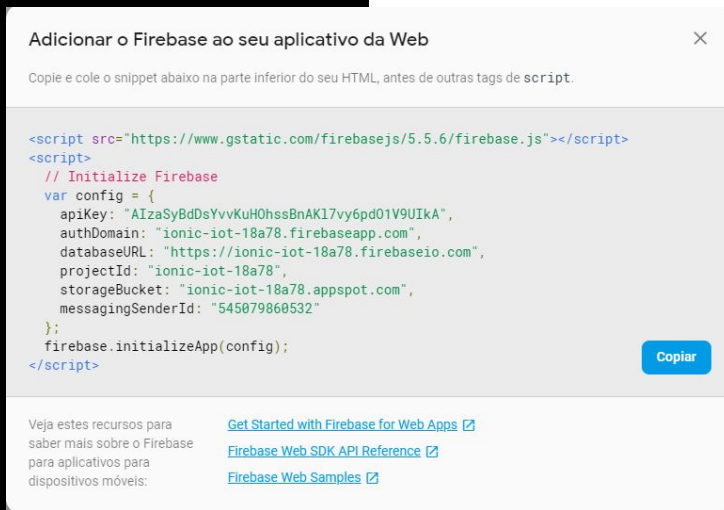 Adicionar o Firebase ao seu aplicativo da Web
Copie e cole o snippet abaixo na parte inferior do seu HTML, antes de outras tags de script.
<script src="https://www.gstatic.com/firebasejs/5.5.6/firebase.js"></script>
<script>
// Initialize Firebase
var config = {
apiKey: "AIzaSyBdDsYvvKuHOhssBnAKl7vy6pdO1V9UIkA",
authDomain: "ionic-iot-18a78.firebaseapp.com",
databaseURL: "https://ionic-iot-18a78.firebaseio.com",
projectId: "ionic-iot-18a78",
storageBucket: "ionic-iot-18a78.appspot.com",
messagingSenderId: "545079860532"
};
firebase.initializeApp(config);
</script>
Copiar
Veja estes recursos para
saber mais sobre o Firebase
para aplicativos para
dispositivos móveis:
Get Started with Firebase for Web Apps
Firebase Web SDK API Reference
Firebase Web Samples